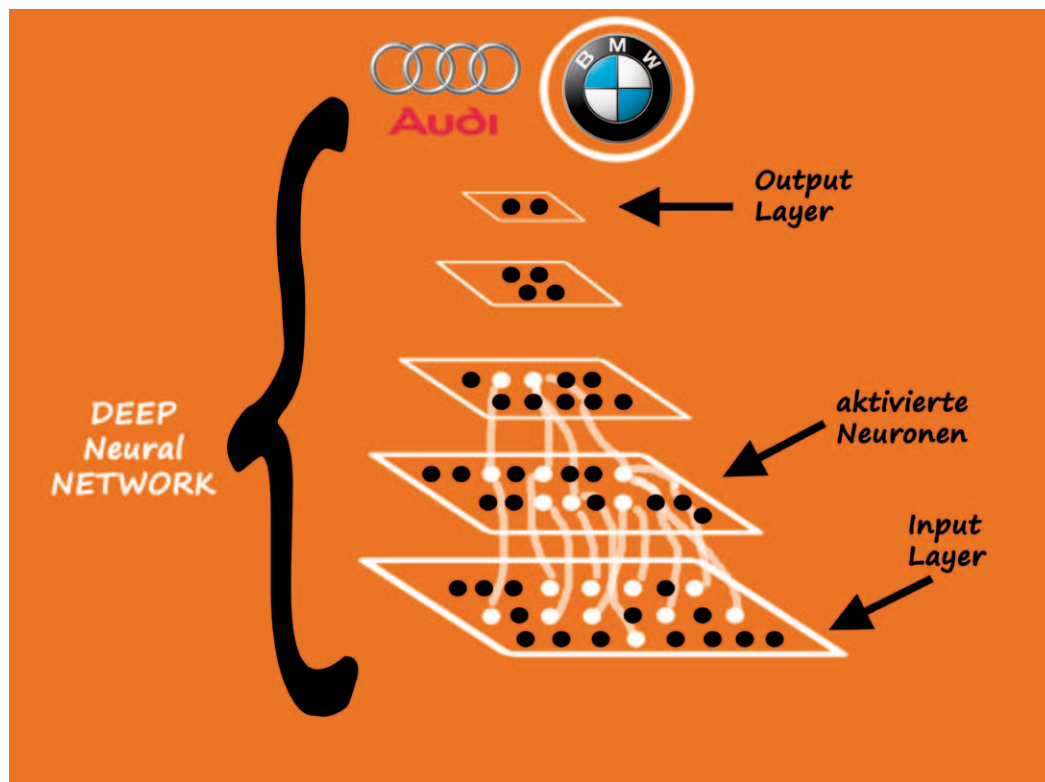 BMW
Audi
Output
Layer
aktivierte
Neuronen
DEEP
Neural
NETWORK
Input
Layer